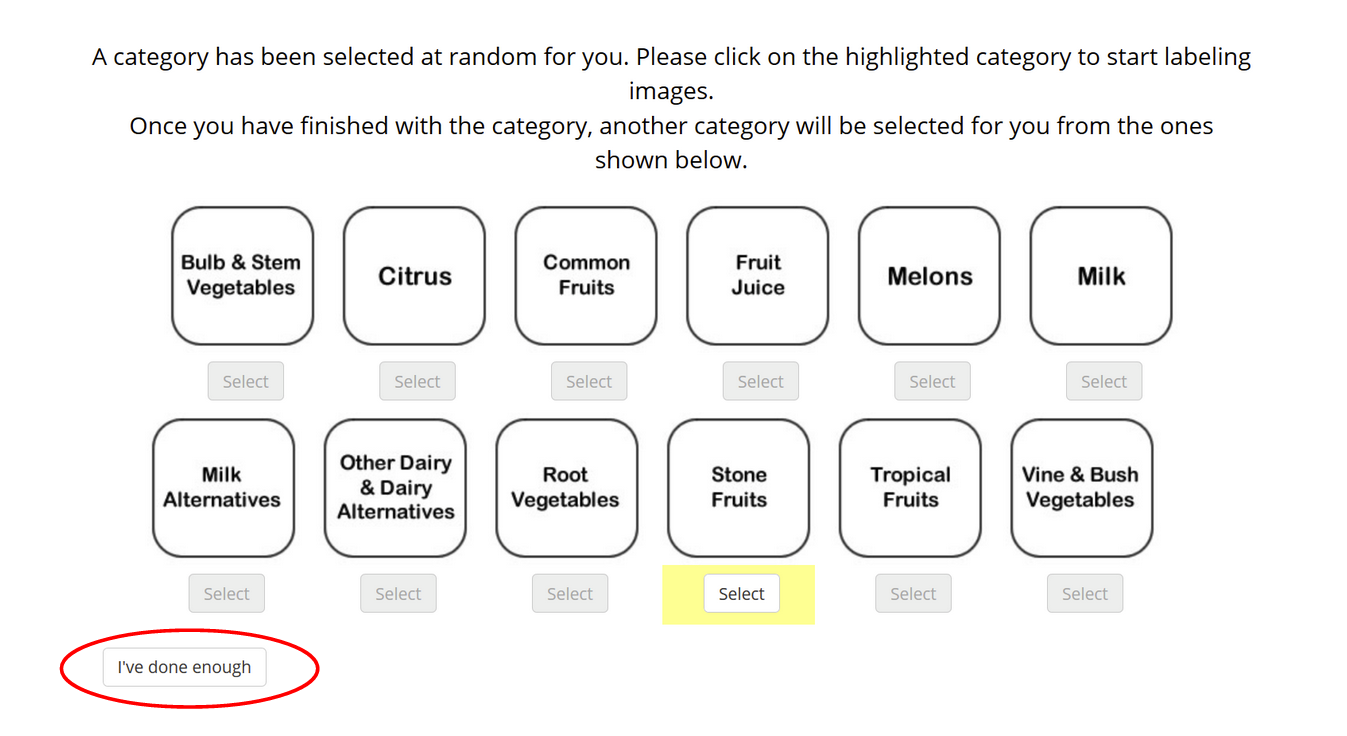 A category has been selected at random for you. Please click on the highlighted category to start labeling
images.
Once you have finished with the category, another category will be selected for you from the ones
shown below.
Bulb & Stem
Vegetables
Citrus
Common
Fruits
Fruit
Juice
Melons
Milk
Select
Select
Select
Select
Select
Select
Milk
Alternatives
Other Dairy
& Dairy
Alternatives
Root
Vegetables
Stone
Fruits
Tropical
Fruits
Vine & Bush
Vegetables
Select
Select
Select
Select
Select
Select
I've done enough